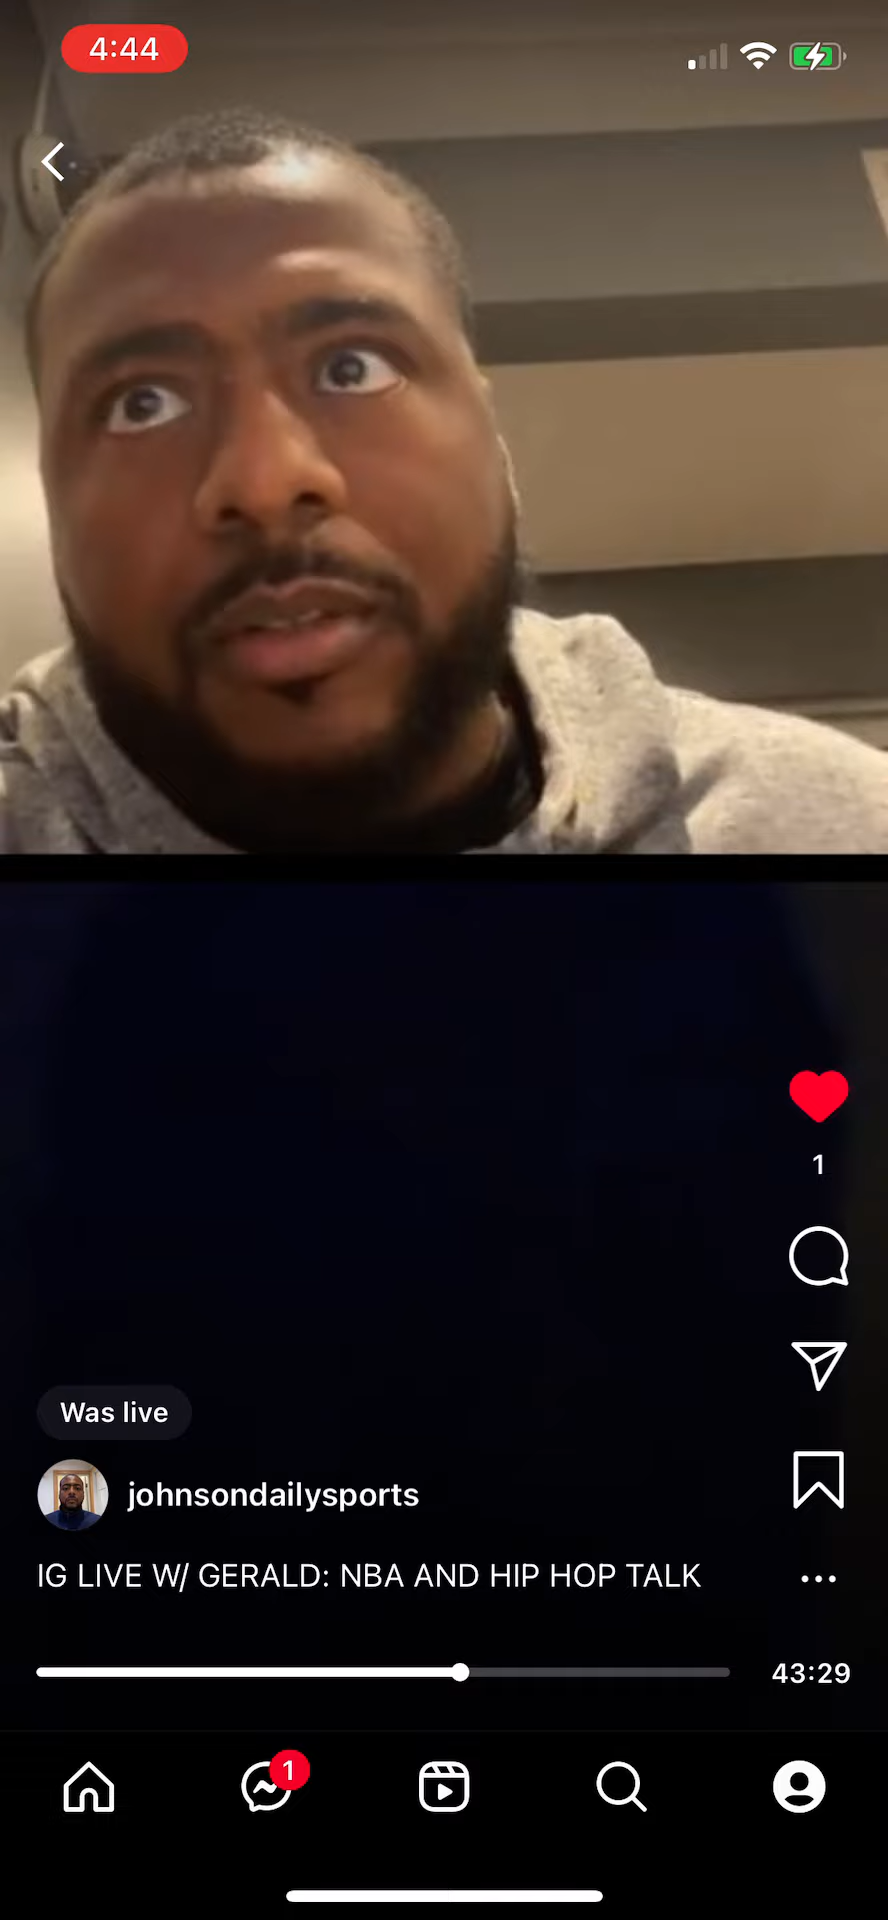 4:44
1
Was live
johnsondailysports
IG LIVE W/ GERALD: NBA AND HIP HOP TALK
43:29
1